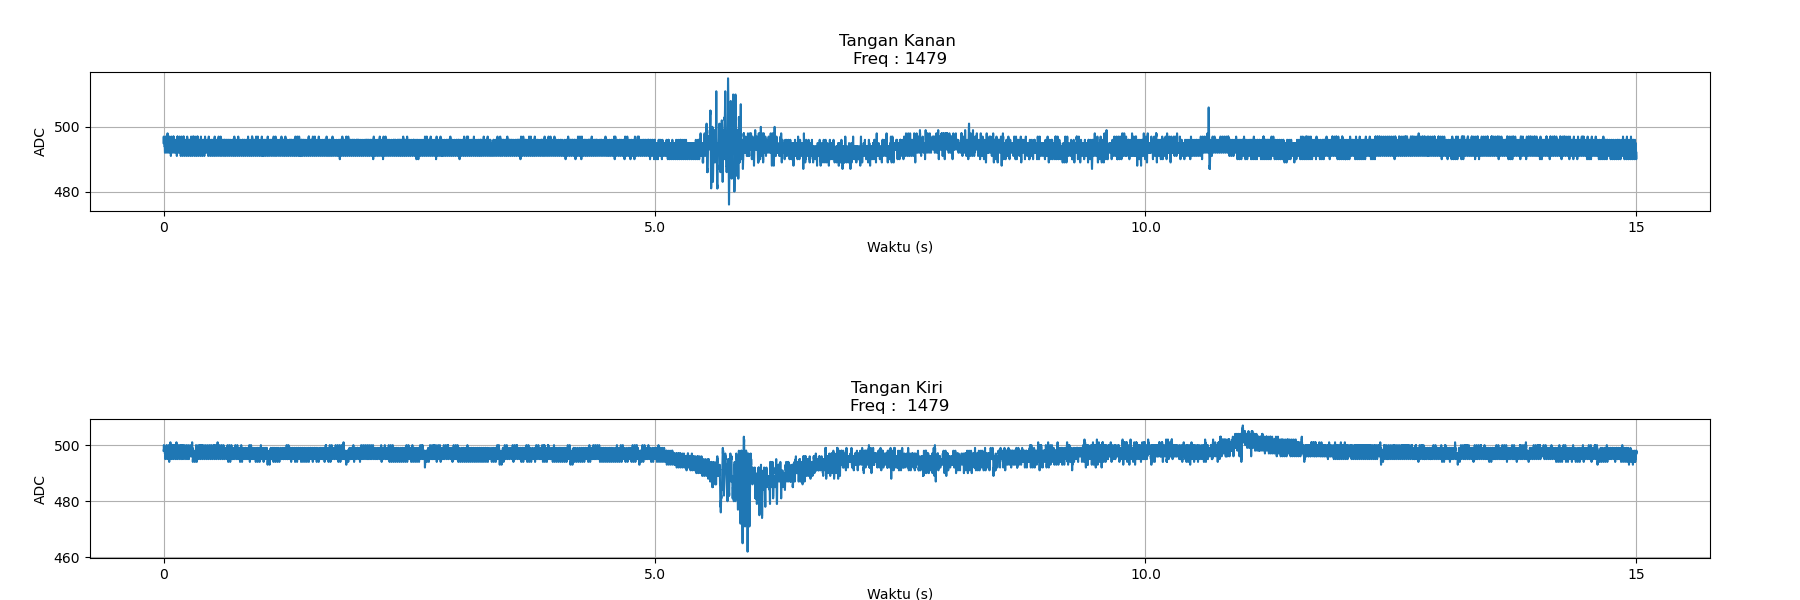 Tangan Kanan
Freq : 1479
ADC
500
480
0 5.0 10.0 15
Waktu (s)
Tangan Kiri
Freq :  1479
ADC
500
480
460
0 5.0 10.0 15
Waktu (s)